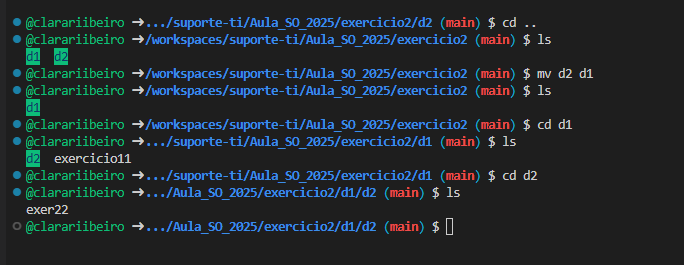 @clarariibeiro ➜.../suporte-ti/Aula_SO_2025/exercicio2/d2 (main) $ cd ..
@clarariibeiro ➜/workspaces/suporte-ti/Aula_SO_2025/exercicio2 (main) $ ls
d1 d2
@clarariibeiro ➜/workspaces/suporte-ti/Aula_SO_2025/exercicio2 (main) $ mv d2 d1
@clarariibeiro ➜/workspaces/suporte-ti/Aula_SO_2025/exercicio2 (main) $ ls
d1
@clarariibeiro ➜/workspaces/suporte-ti/Aula_SO_2025/exercicio2 (main) $ cd d1
@clarariibeiro ➜.../suporte-ti/Aula_SO_2025/exercicio2/d1 (main) $ ls
d2 exercicio11
@clarariibeiro ➜.../suporte-ti/Aula_SO_2025/exercicio2/d1 (main) $ cd d2
@clarariibeiro ➜.../Aula_SO_2025/exercicio2/d1/d2 (main) $ ls
exer22
@clarariibeiro ➜.../Aula_SO_2025/exercicio2/d1/d2 (main) $